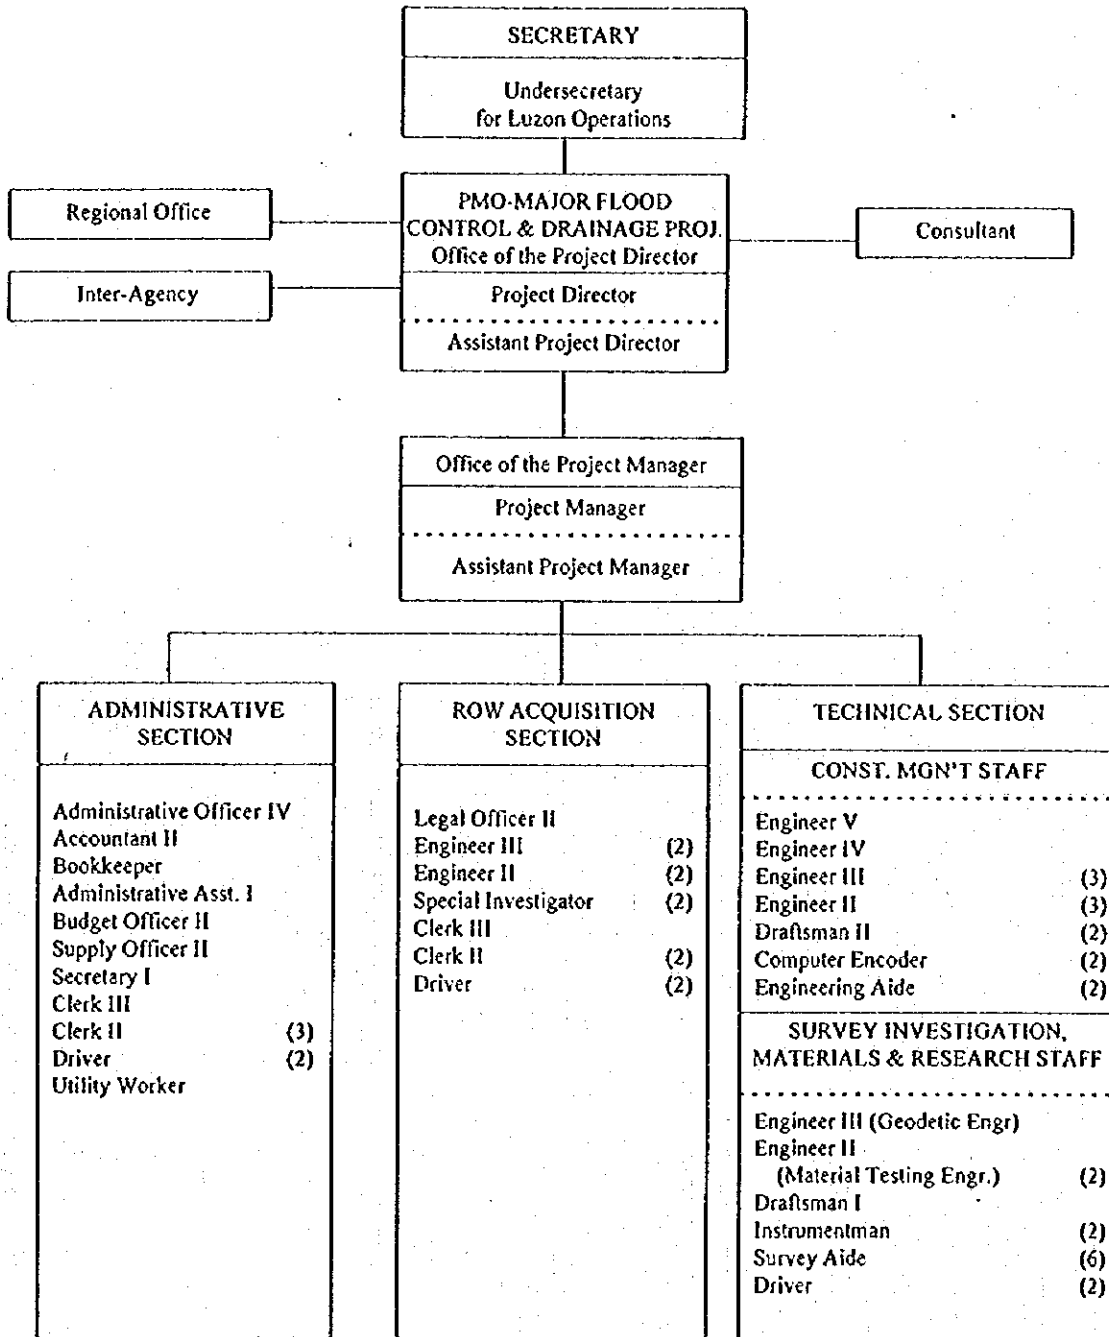 SECRETARY
Undersecretary
for Luzon Operations
Regional Office
Inter-Agency
PMO-MAJOR FLOOD
CONTROL & DRAINAGE PROJ.
Office of the Project Director
Project Director
Assistant Project Director
Consultant
Office of the Project Manager
Project Manager
Assistant Project Manager
ADMINISTRATIVE
SECTION
Administrative Officer IV
Accountant II
Bookkeeper
Administrative Asst. I
Budget Officer II
Supply Officer II
Secretary I
Clerk III
Clerk II (3)
Driver (2)
Utility Worker
ROW ACQUISITION
SECTION
Legal Officer II
Engineer III (2)
Engineer II (2)
Special Investigator (2)
Clerk III
Clerk II (2)
Driver (2)
TECHNICAL SECTION
CONST. MGN'T STAFF
Engineer V
Engineer IV
Engineer III (3)
Engineer II (3)
Draftsman II (2)
Computer Encoder (2)
Engineering Aide (2)
SURVEY INVESTIGATION,
MATERIALS & RESEARCH STAFF
Engineer III (Geodetic Engr)
Engineer II
(Material Testing Engr.) (2)
Draftsman I
Instrumentman (2)
Survey Aide (6)
Driver (2)